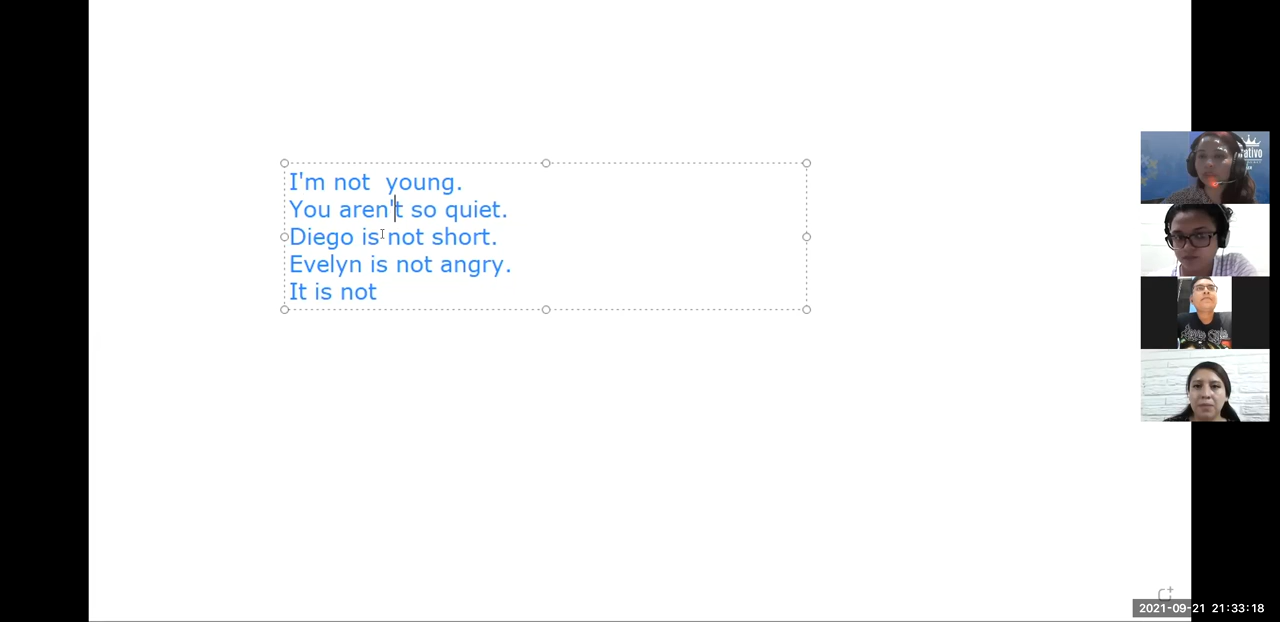 I'm not  young.
You aren't so quiet.
Diego is not short.
Evelyn is not angry.
It is not
ativo
2021-09-21 21:33:18